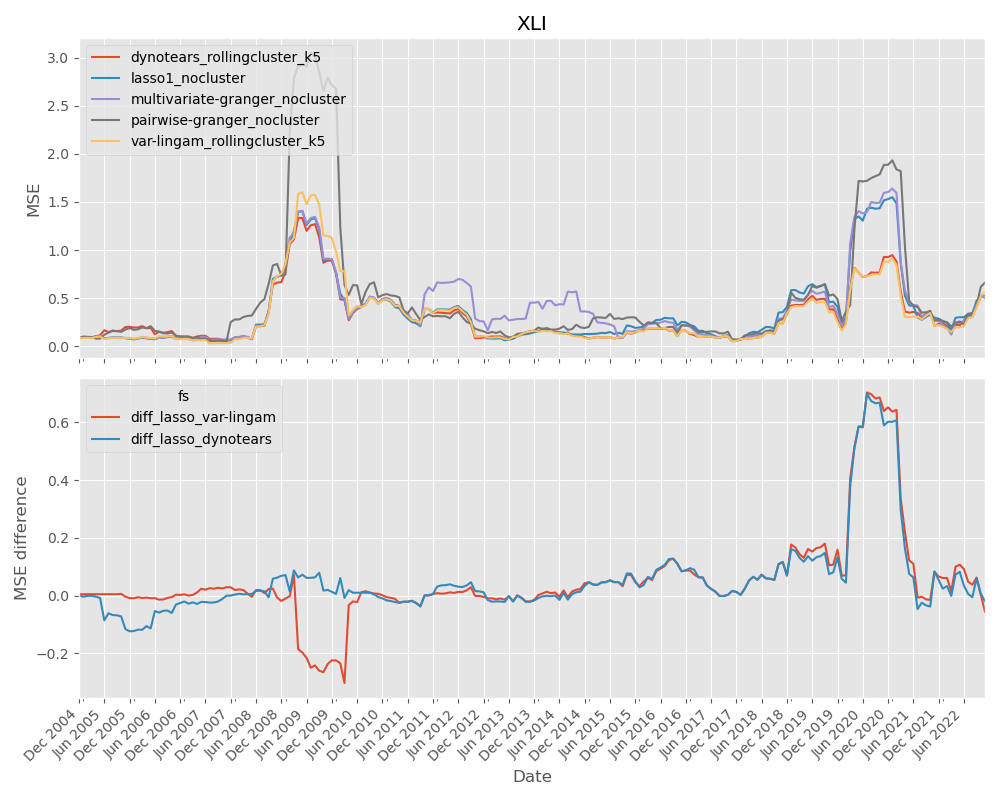 XLI
3.0
2.5
2.0
1.5
1.0
0.5
0.0
MSE
dynotears_rollingcluster_k5
lasso1_nocluster
multivariate-granger_nocluster
pairwise-granger_nocluster
var-lingam_rollingcluster_k5
0.6
0.4
0.2
0.0
−0.2
MSE difference
fs
diff_lasso_var-lingam
diff_lasso_dynotears
Dec 2004
Jun 2005
Dec 2005
Jun 2006
Dec 2006
Jun 2007
Dec 2007
Jun 2008
Dec 2008
Jun 2009
Dec 2009
Jun 2010
Dec 2010
Jun 2011
Dec 2011
Jun 2012
Dec 2012
Jun 2013
Dec 2013
Jun 2014
Dec 2014
Jun 2015
Dec 2015
Jun 2016
Dec 2016
Jun 2017
Dec 2017
Jun 2018
Dec 2018
Jun 2019
Dec 2019
Jun 2020
Dec 2020
Jun 2021
Dec 2021
Jun 2022
Date